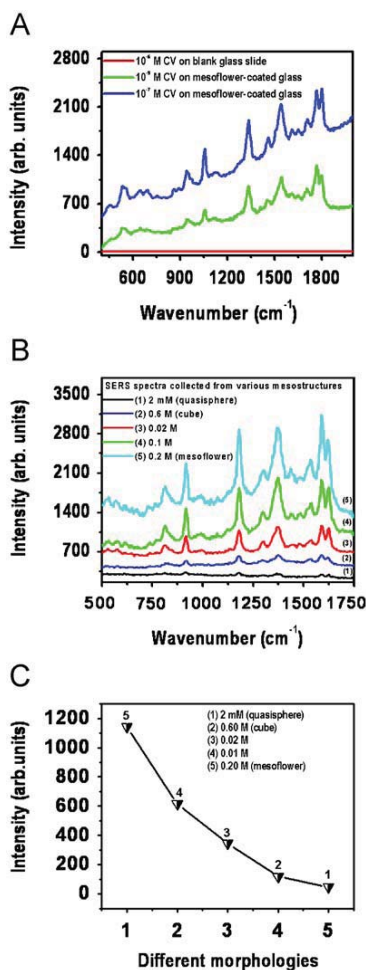 A
10⁻⁴ M CV on blank glass slide
10⁻⁸ M CV on mesoflower-coated glass
10⁻⁷ M CV on mesoflower-coated glass
Intensity (arb. units)
2800
2100
1400
700
0
600 900 1200 1500 1800
Wavenumber (cm⁻¹)
B
SERS spectra collected from various mesostructures
(1) 2 mM (quasisphere)
(2) 0.6 M (cube)
(3) 0.02 M
(4) 0.1 M
(5) 0.2 M (mesoflower)
Intensity (arb. units)
3500
2800
2100
1400
700
(5)
(4)
(3)
(2)
(1)
500 750 1000 1250 1500 1750
Wavenumber (cm⁻¹)
C
(1) 2 mM (quasisphere)
(2) 0.60 M (cube)
(3) 0.02 M
(4) 0.01 M
(5) 0.20 M (mesoflower)
Intensity (arb.units)
1200
1000
800
600
400
200
0
5
4
3
2
1
1 2 3 4 5
Different morphologies